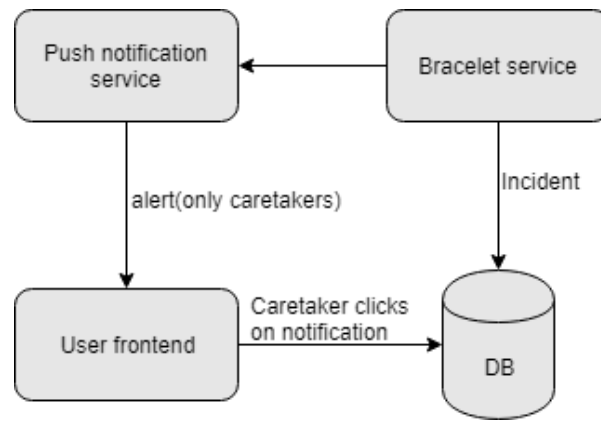 Push notification
service
Bracelet service
alert(only caretakers)
Incident
User frontend
Caretaker clicks
on notification
DB